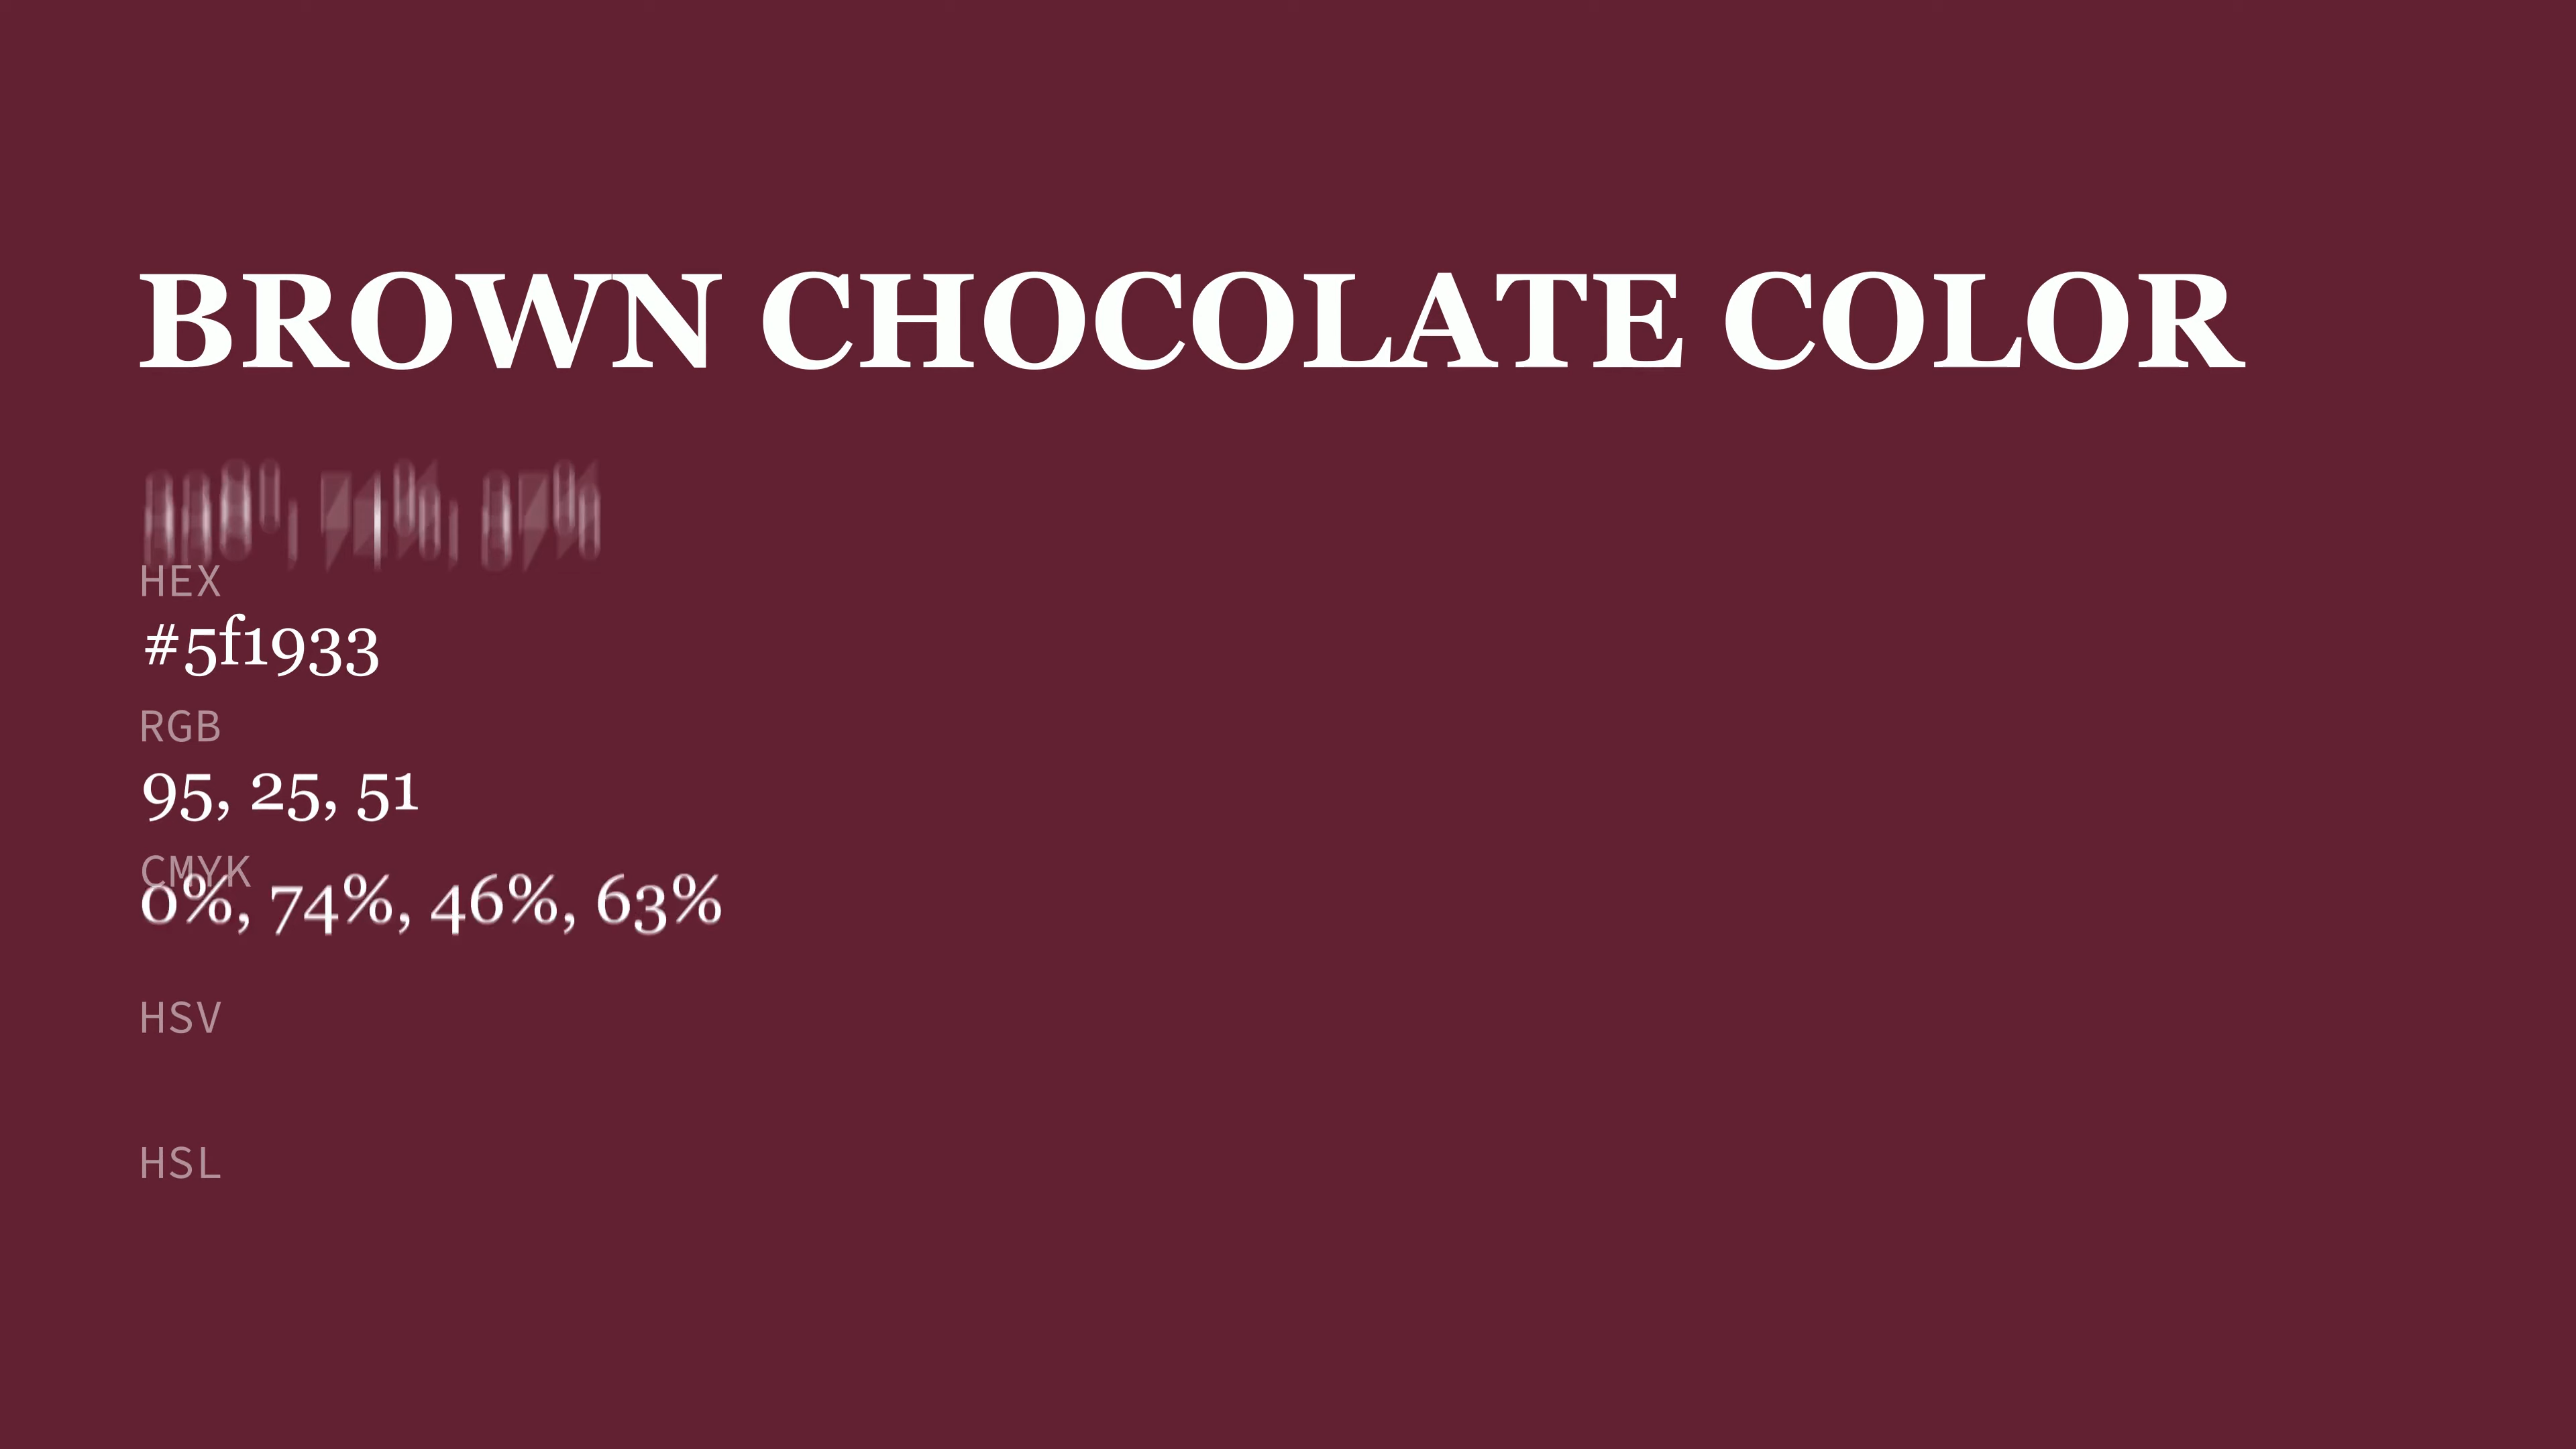 BROWN CHOCOLATE COLOR
HEX
#5f1933
RGB
95, 25, 51
CMYK
0%, 74%, 46%, 63%
HSV
HSL